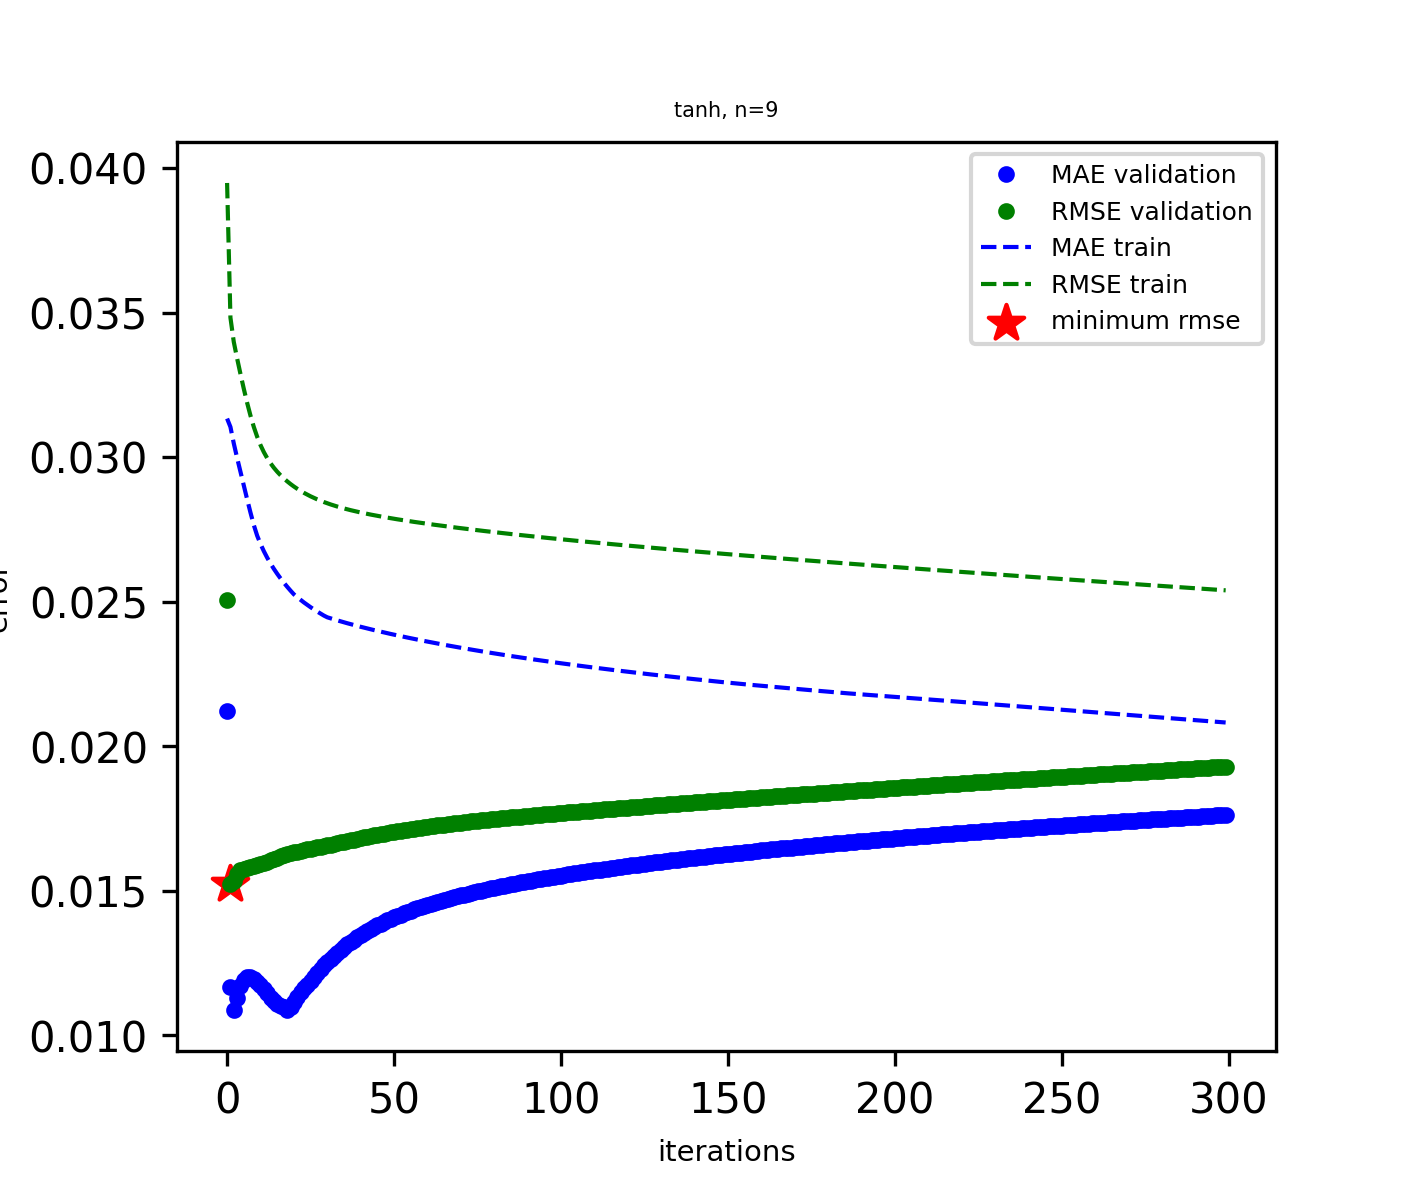 tanh, n=9
0.040
0.035
0.030
0.025
0.020
0.015
0.010
MAE validation
RMSE validation
MAE train
RMSE train
minimum rmse
0 50 100 150 200 250 300
iterations